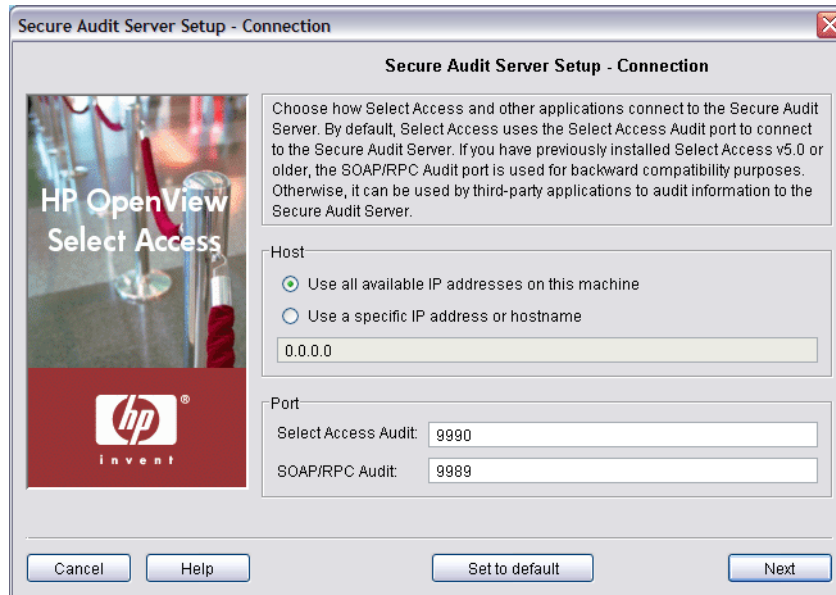 Secure Audit Server Setup - Connection
Secure Audit Server Setup - Connection
Choose how Select Access and other applications connect to the Secure Audit
Server. By default, Select Access uses the Select Access Audit port to connect
to the Secure Audit Server. If you have previously installed Select Access v5.0 or
older, the SOAP/RPC Audit port is used for backward compatibility purposes.
Otherwise, it can be used by third-party applications to audit information to the
Secure Audit Server.
HP OpenView
Select Access
hp®
invent
Host
Use all available IP addresses on this machine
Use a specific IP address or hostname
0.0.0.0
Port
Select Access Audit: 9990
SOAP/RPC Audit: 9989
Cancel Help Set to default Next